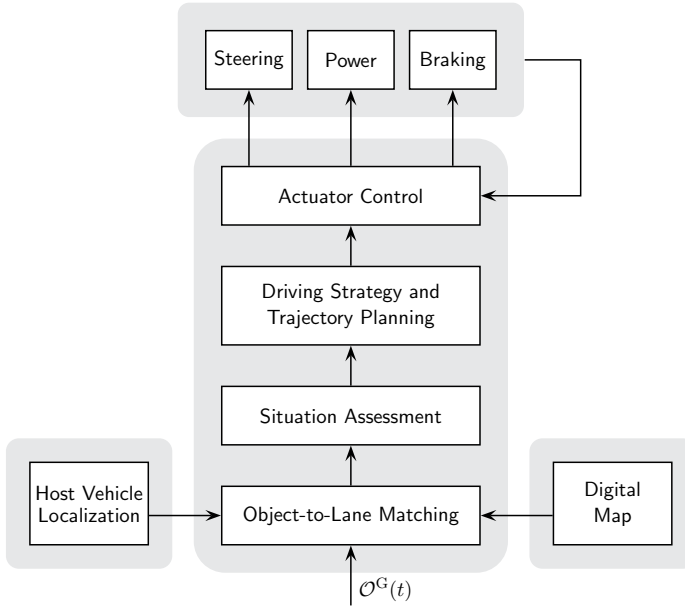 Steering
Power
Braking
Actuator Control
Driving Strategy and
Trajectory Planning
Situation Assessment
Host Vehicle
Localization
Object-to-Lane Matching
Digital
Map
𝒪ᴳ(t)